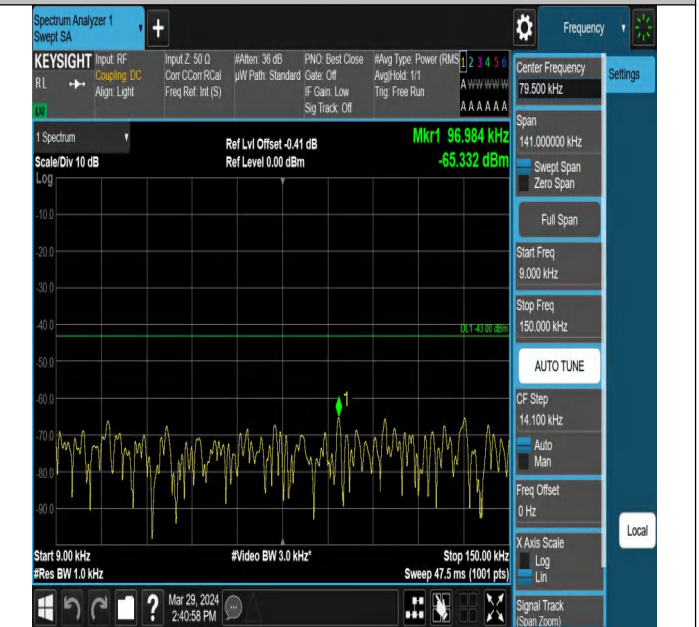 Spectrum Analyzer 1
Swept SA
+
Frequency
KEYSIGHT
RL
Input: RF
Coupling: DC
Align: Light
Input Z: 50 Ω
Corr CCorr RCal
Freq Ref: Int (S)
#Atten: 36 dB
µW Path: Standard
PNO: Best Close
Gate: Off
IF Gain: Low
Sig Track: Off
#Avg Type: Power (RMS
Avg|Hold: 1/1
Trig: Free Run
1 2 3 4 5 6
A W W W W W
A A A A A A
1 Spectrum
Scale/Div 10 dB
Log
Ref Lvl Offset -0.41 dB
Ref Level 0.00 dBm
Mkr1 96.984 kHz
-65.332 dBm
-10.0
-20.0
-30.0
-40.0
DL1 -43.00 dBm
-50.0
-60.0
1
-70.0
-80.0
-90.0
Start 9.00 kHz
#Res BW 1.0 kHz
#Video BW 3.0 kHz*
Stop 150.00 kHz
Sweep 47.5 ms (1001 pts)
?
Mar 29, 2024
2:40:58 PM
Center Frequency
79.500 kHz
Settings
Span
141.000000 kHz
Swept Span
Zero Span
Full Span
Start Freq
9.000 kHz
Stop Freq
150.000 kHz
AUTO TUNE
CF Step
14.100 kHz
Auto
Man
Freq Offset
0 Hz
X Axis Scale
Log
Lin
Local
Signal Track
(Span Zoom)